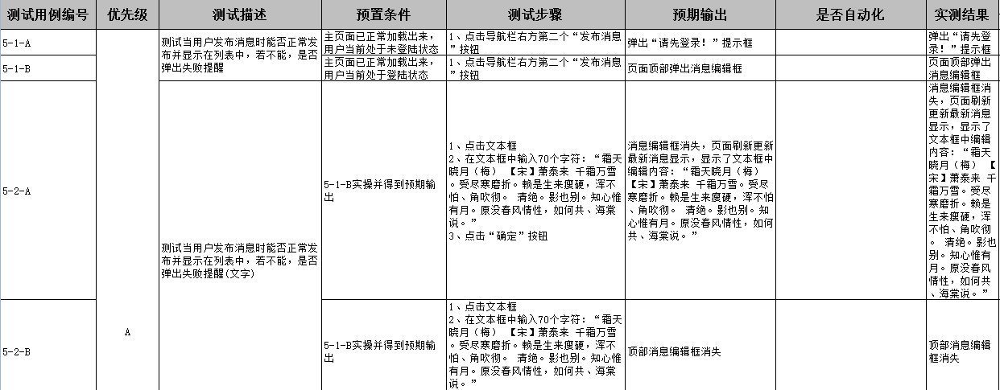 测试用例编号 优先级 测试描述 预置条件 测试步骤 预期输出 是否自动化 实测结果
5-1-A
测试当用户发布消息时能否正常发
布并显示在列表中，若不能，是否
弹出失败提醒
主页面已正常加载出来，
用户当前处于未登陆状态
1、点击导航栏右方第二个“发布消息
”按钮
弹出“请先登录！”提示框
弹出“请先登
录！”提示框
5-1-B
主页面已正常加载出来，
用户当前处于登陆状态
1、点击导航栏右方第二个“发布消息
”按钮
页面顶部弹出消息编辑框
页面顶部弹出
消息编辑框
5-2-A
A
测试当用户发布消息时能否正常发
布并显示在列表中，若不能，是否
弹出失败提醒(文字)
5-1-B实操并得到预期输
出
1、点击文本框
2、在文本框中输入70个字符：“霜天
晓月（梅） 【宋】萧泰来 千霜万雪
。受尽寒磨折。赖是生来瘦硬，浑不
怕、角吹彻。 清绝。影也别。知心惟
有月。原没春风情性，如何共、海棠
说。”
3、点击“确定”按钮
消息编辑框消失，页面刷新更新
最新消息显示，显示了文本框中
编辑内容：“霜天晓月（梅）
【宋】萧泰来 千霜万雪。受尽
寒磨折。赖是生来瘦硬，浑不怕
、角吹彻。 清绝。影也别。知
心惟有月。原没春风情性，如何
共、海棠说。”
消息编辑框消
失，页面刷新
更新最新消息
显示，显示了
文本框中编辑
内容：“霜天
晓月（梅）【
宋】萧泰来 千
霜万雪。受尽
寒磨折。赖是
生来瘦硬，浑
不怕、角吹彻
。 清绝。影也
别。知心惟有
月。原没春风
情性，如何共
、海棠说。”
5-2-B
5-1-B实操并得到预期输
出
1、点击文本框
2、在文本框中输入70个字符：“霜天
晓月（梅） 【宋】萧泰来 千霜万雪
。受尽寒磨折。赖是生来瘦硬，浑不
怕、角吹彻。 清绝。影也别。知心惟
有月。原没春风情性，如何共、海棠
说。”
顶部消息编辑框消失
顶部消息编辑
框消失